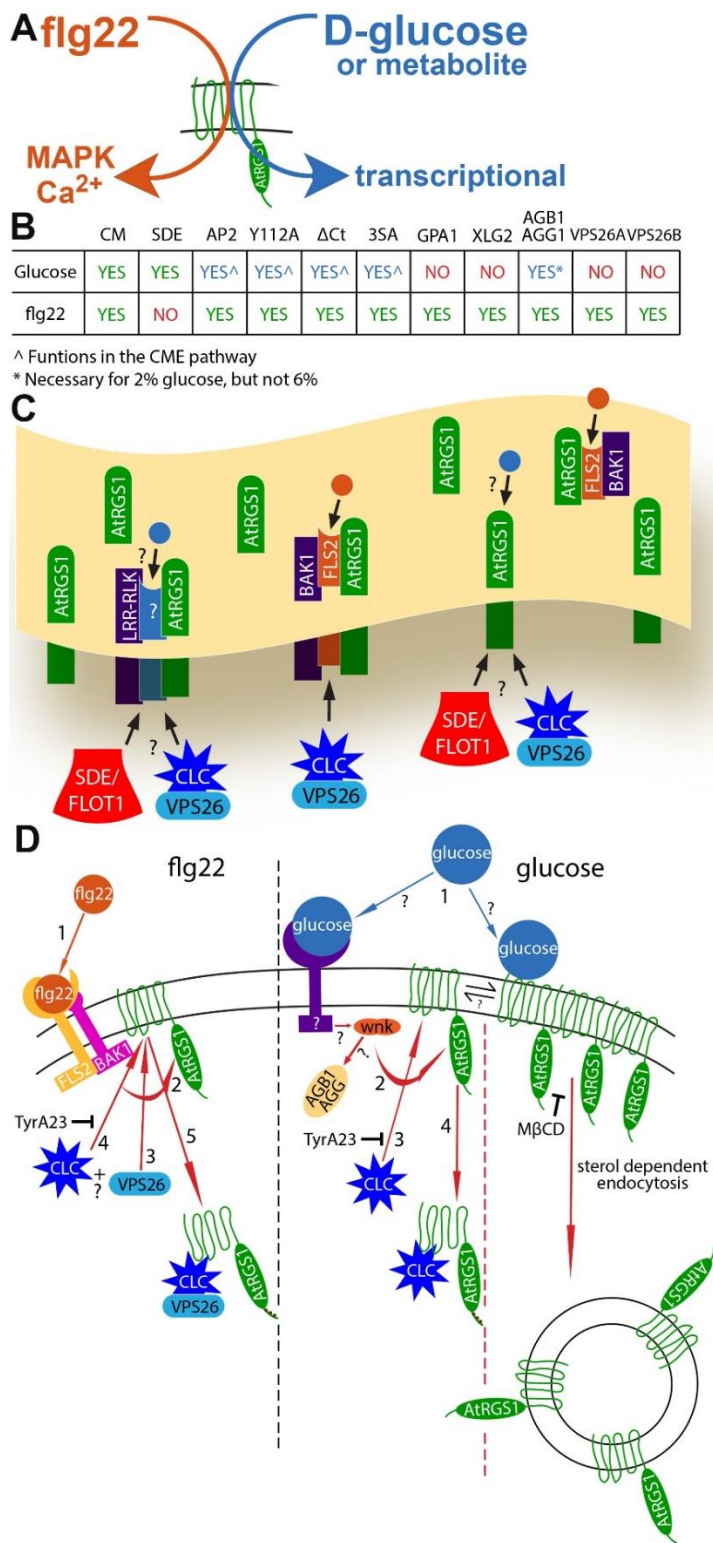 A
flg22
D-glucose
or metabolite
AtRGS1
MAPK
Ca2+
transcriptional
B
CM SDE AP2 Y112A ΔCt 3SA GPA1 XLG2 AGB1 AGG1 VPS26A VPS26B
Glucose YES YES YES^ YES^ YES^ YES^ NO NO YES* NO NO
flg22 YES NO YES YES YES YES YES YES YES YES YES
^ Funtions in the CME pathway
* Necessary for 2% glucose, but not 6%
C
AtRGS1
AtRGS1
?
LRR-RLK
?
AtRGS1
AtRGS1
BAK1
FLS2
AtRGS1
AtRGS1
?
AtRGS1
AtRGS1
FLS2
BAK1
AtRGS1
?
SDE/
FLOT1
CLC
VPS26
CLC
VPS26
?
SDE/
FLOT1
CLC
VPS26
D
flg22
flg22
1
flg22
FLS2
BAK1
AtRGS1
2
TyrA23
4
3
5
CLC
+
?
VPS26
CLC
VPS26
AtRGS1
glucose
glucose
?
1
?
glucose
glucose
?
?
wnk
?
?
AGB1
AGG
2
AtRGS1
TyrA23
3
4
CLC
CLC
AtRGS1
AtRGS1
AtRGS1
AtRGS1
MβCD
sterol dependent
endocytosis
AtRGS1
AtRGS1
AtRGS1